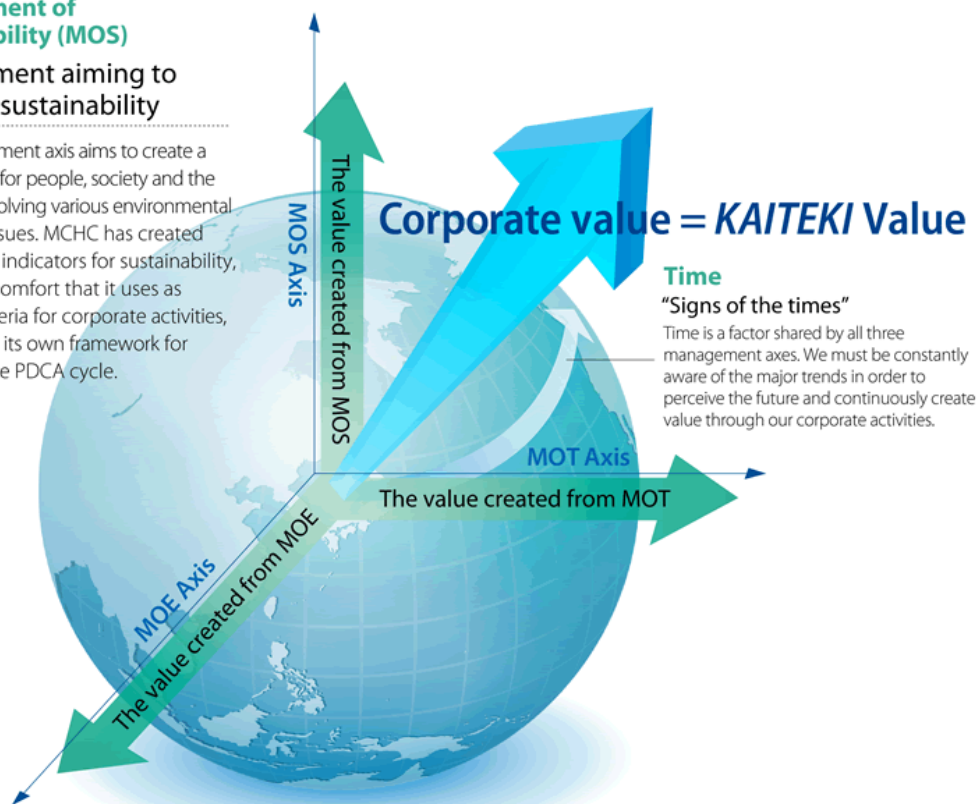 ment of
bility (MOS)
ment aiming to
sustainability
ment axis aims to create a
for people, society and the
olving various environmental
sues. MCHC has created
indicators for sustainability,
omfort that it uses as
eria for corporate activities,
its own framework for
e PDCA cycle.
MOS Axis
The value created from MOS
Corporate value = KAITEKI Value
Time
“Signs of the times”
Time is a factor shared by all three
management axes. We must be constantly
aware of the major trends in order to
perceive the future and continuously create
value through our corporate activities.
MOT Axis
The value created from MOT
MOE Axis
The value created from MOE